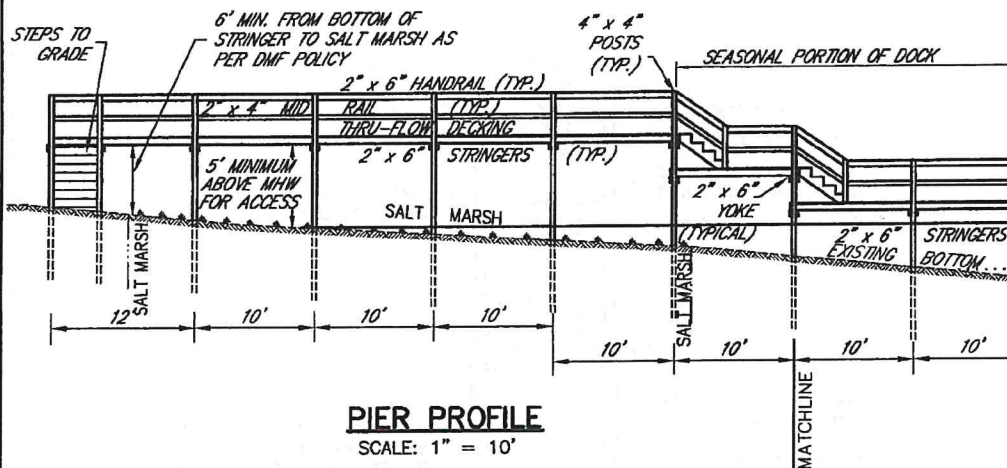 STEPS TO
GRADE
6' MIN. FROM BOTTOM OF
STRINGER TO SALT MARSH AS
PER DMF POLICY
4" x 4"
POSTS
(TYP.)
SEASONAL PORTION OF DOCK
2" x 6" HANDRAIL (TYP.)
2" x 4" MID RAIL (TYP.)
THRU-FLOW DECKING
2" x 6" STRINGERS (TYP.)
5' MINIMUM
ABOVE MHW
FOR ACCESS
SALT MARSH
2" x 6"
YOKE
(TYPICAL)
2" x 6" STRINGERS
EXISTING BOTTOM...
SALT MARSH
SALT MARSH
12' 10' 10' 10'
10' 10' 10' 10'
MATCHLINE
PIER PROFILE
SCALE: 1" = 10'